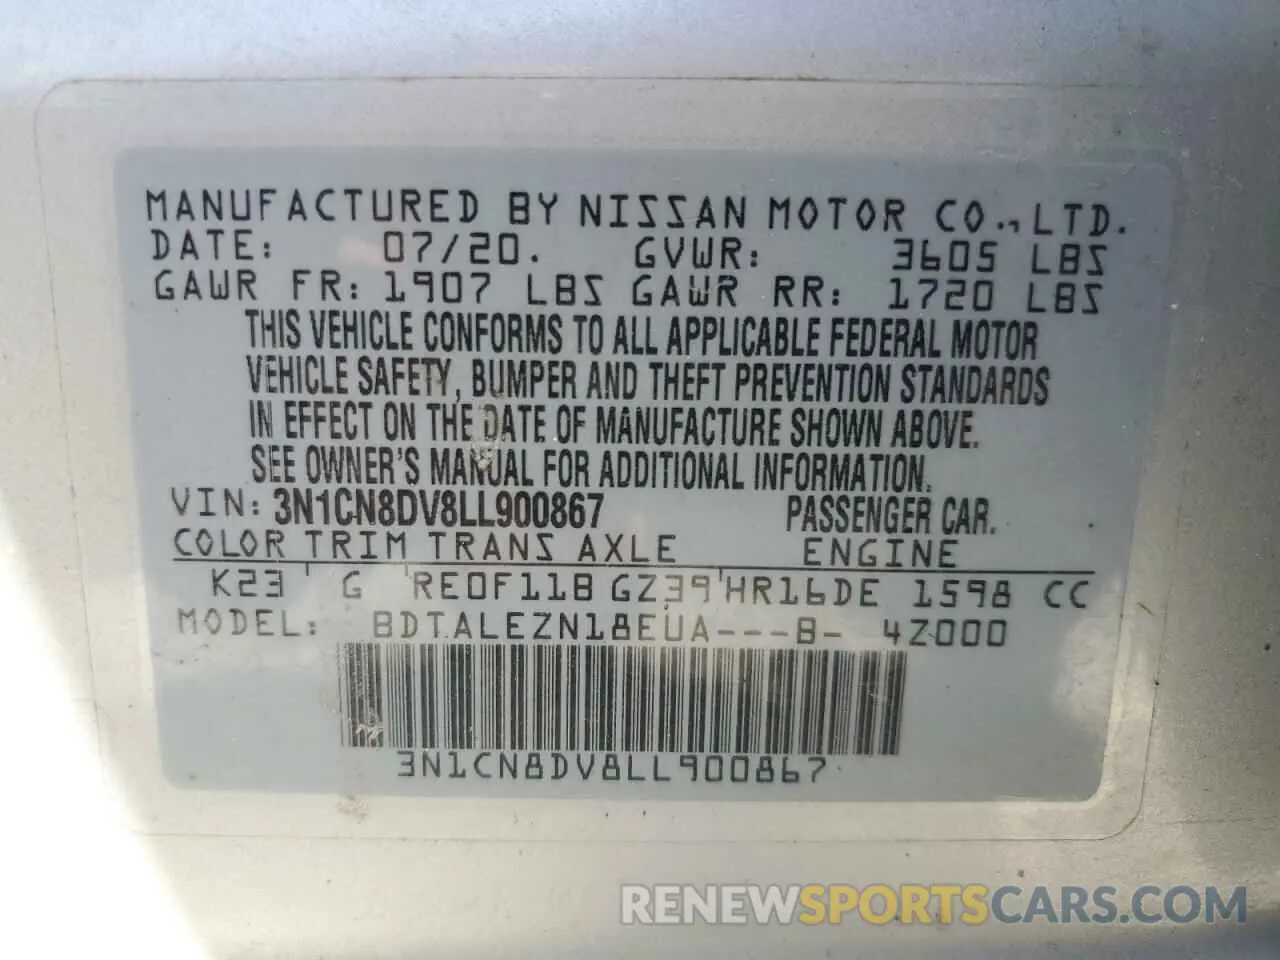 MANUFACTURED BY NISSAN MOTOR CO., LTD.
DATE: 07/20. GVWR: 3605 LBS
GAWR FR: 1907 LBS GAWR RR: 1720 LBS
THIS VEHICLE CONFORMS TO ALL APPLICABLE FEDERAL MOTOR
VEHICLE SAFETY, BUMPER AND THEFT PREVENTION STANDARDS
IN EFFECT ON THE DATE OF MANUFACTURE SHOWN ABOVE.
SEE OWNER'S MANUAL FOR ADDITIONAL INFORMATION.
VIN: 3N1CN8DV8LL900867 PASSENGER CAR.
COLOR TRIM TRANS AXLE ENGINE
K23 ' G 'RE0F11B GZ39'HR16DE 1598 CC
MODEL: BDTALEZN18EUA---B- 4Z000
3N1CN8DV8LL900867
RENEWSPORTSCARS.COM